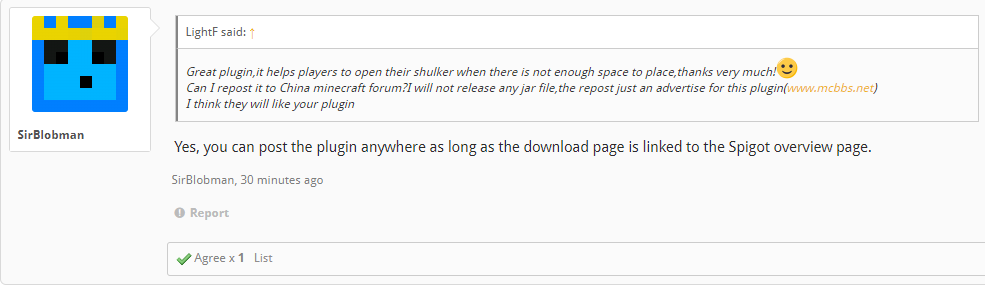 LightF said: ↑
Great plugin,it helps players to open their shulker when there is not enough space to place,thanks very much!
Can I repost it to China minecraft forum?I will not release any jar file,the repost just an advertise for this plugin(www.mcbbs.net)
I think they will like your plugin
SirBlobman
Yes, you can post the plugin anywhere as long as the download page is linked to the Spigot overview page.
SirBlobman, 30 minutes ago
Report
Agree x 1 List